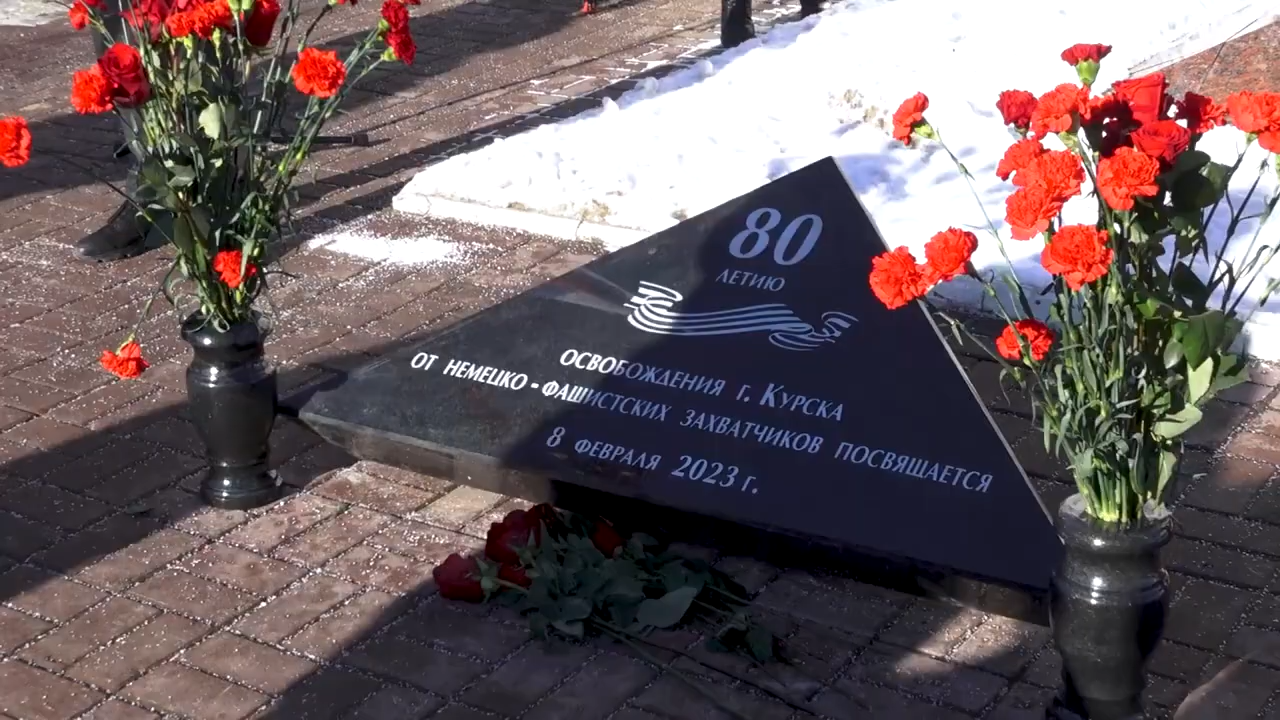 80
ЛЕТИЮ
ОСВОБОЖДЕНИЯ г. КУРСКА
ОТ НЕМЕЦКО-ФАШИСТСКИХ ЗАХВАТЧИКОВ ПОСВЯЩАЕТСЯ
8 ФЕВРАЛЯ 2023 г.